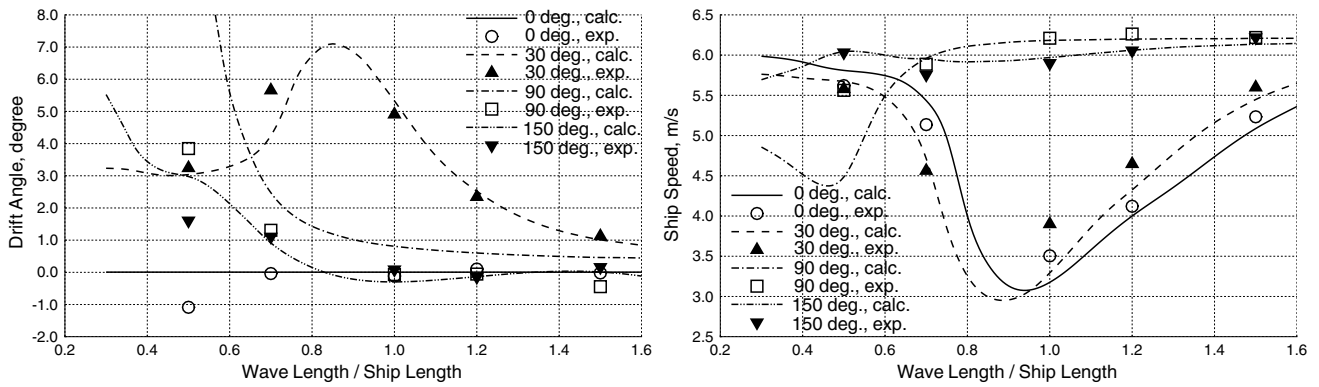 8.0
7.0
6.0
5.0
4.0
3.0
2.0
1.0
0.0
-1.0
-2.0
0.2 0.4 0.6 0.8 1.0 1.2 1.4 1.6
Drift Angle, degree
Wave Length / Ship Length
0 deg., calc.
0 deg., exp.
30 deg., calc.
30 deg., exp.
90 deg., calc.
90 deg., exp.
150 deg., calc.
150 deg., exp.
6.5
6.0
5.5
5.0
4.5
4.0
3.5
3.0
2.5
0.2 0.4 0.6 0.8 1.0 1.2 1.4 1.6
Ship Speed, m/s
Wave Length / Ship Length
0 deg., calc.
0 deg., exp.
30 deg., calc.
30 deg., exp.
90 deg., calc.
90 deg., exp.
150 deg., calc.
150 deg., exp.